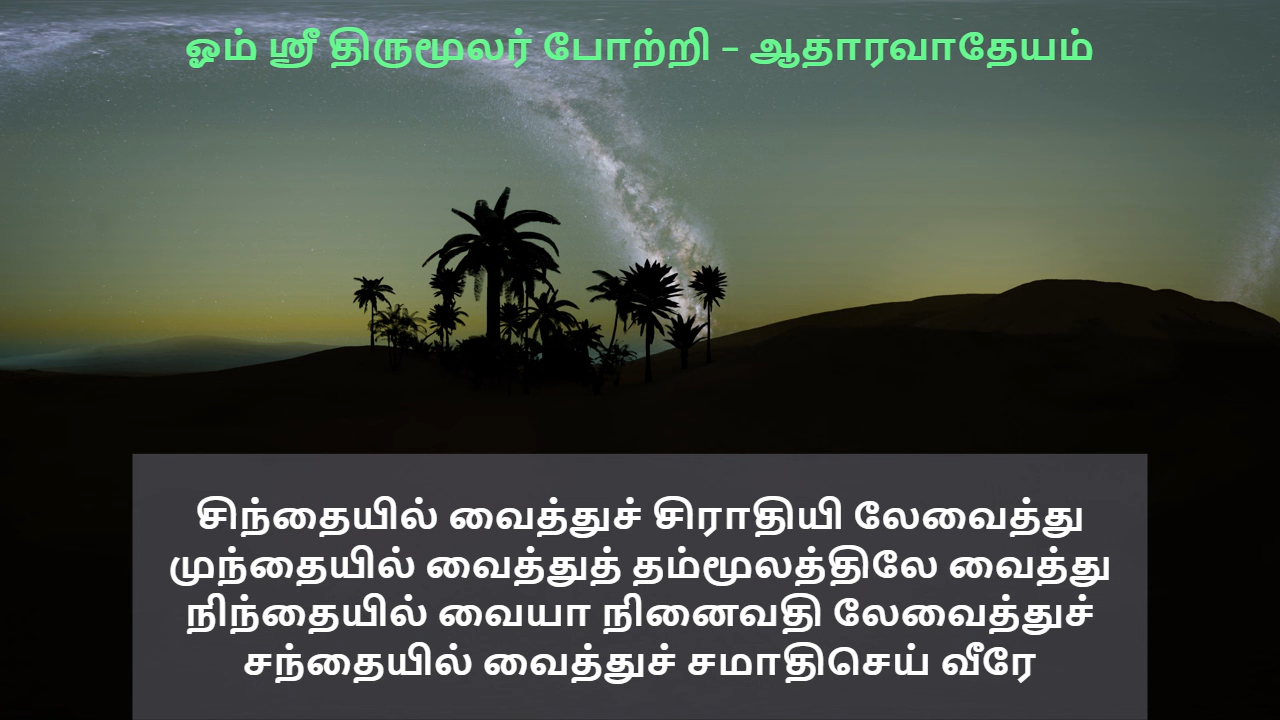 ஓம் ஸ்ரீ திருமூலர் போற்றி – ஆதாரவாதேயம்
சிந்தையில் வைத்துச் சிராதியி லேவைத்து
முந்தையில் வைத்துத் தம்மூலத்திலே வைத்து
நிந்தையில் வையா நினைவதி லேவைத்துச்
சந்தையில் வைத்துச் சமாதிசெய் வீரே